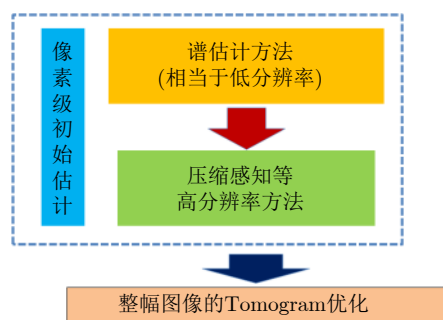 像素级初始估计
谱估计方法
(相当于低分辨率)
压缩感知等
高分辨率方法
整幅图像的Tomogram优化